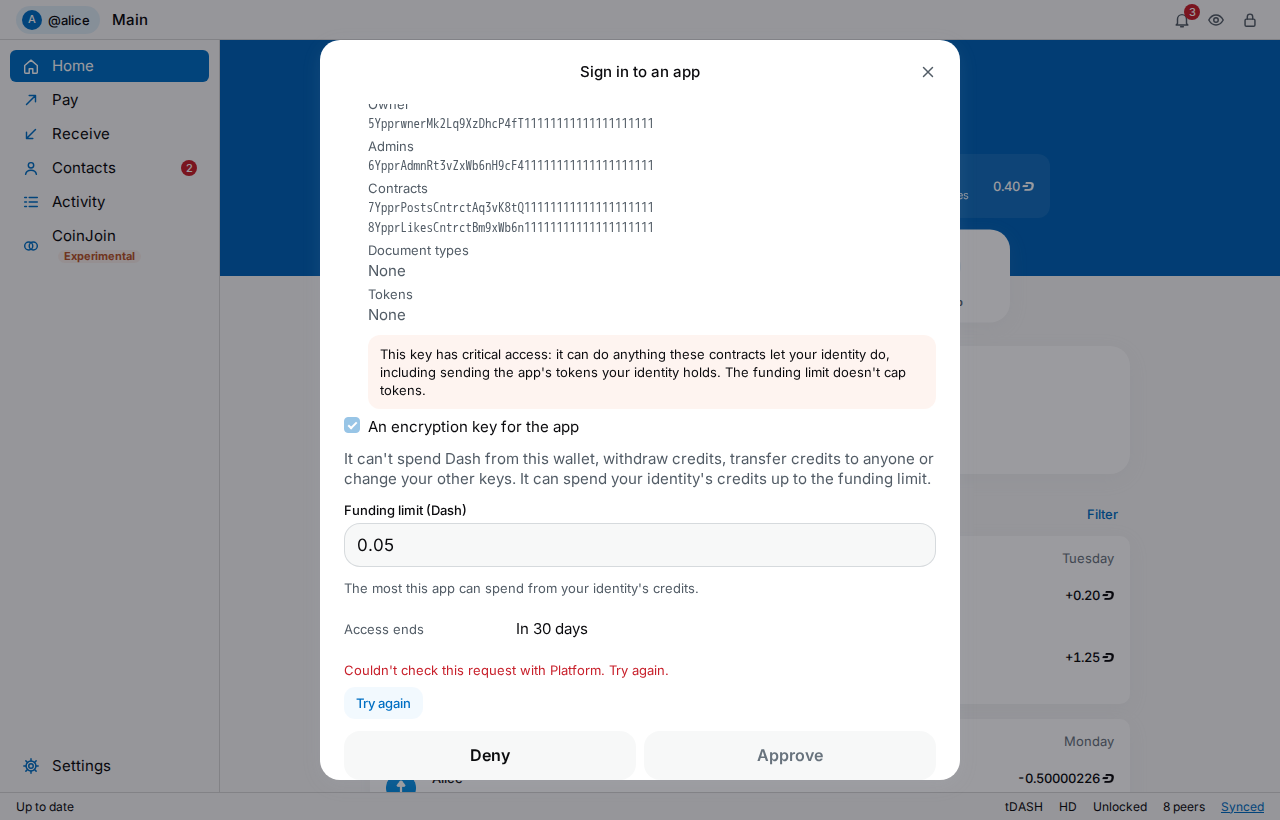 A @alice Main 3
Sign in to an app
Home
Pay
Receive
Contacts 2
Activity
CoinJoin
Experimental
Settings
Owner
5YpprwnerMk2Lq9XzDhcP4fT11111111111111111111
Admins
6YpprAdmnRt3vZxWb6nH9cF411111111111111111111
Contracts
7YpprPostsCntrctAq3vK8tQ11111111111111111111
8YpprLikesCntrctBm9xWb6n11111111111111111111
Document types
None
Tokens
None
This key has critical access: it can do anything these contracts let your identity do,
including sending the app's tokens your identity holds. The funding limit doesn't cap
tokens.
An encryption key for the app
It can't spend Dash from this wallet, withdraw credits, transfer credits to anyone or
change your other keys. It can spend your identity's credits up to the funding limit.
Funding limit (Dash)
0.05
The most this app can spend from your identity's credits.
Access ends In 30 days
Couldn't check this request with Platform. Try again.
Try again
Deny Approve
0.40
Filter
Tuesday
+0.20
+1.25
Monday
Alice -0.50000226
Up to date tDASH HD Unlocked 8 peers Synced